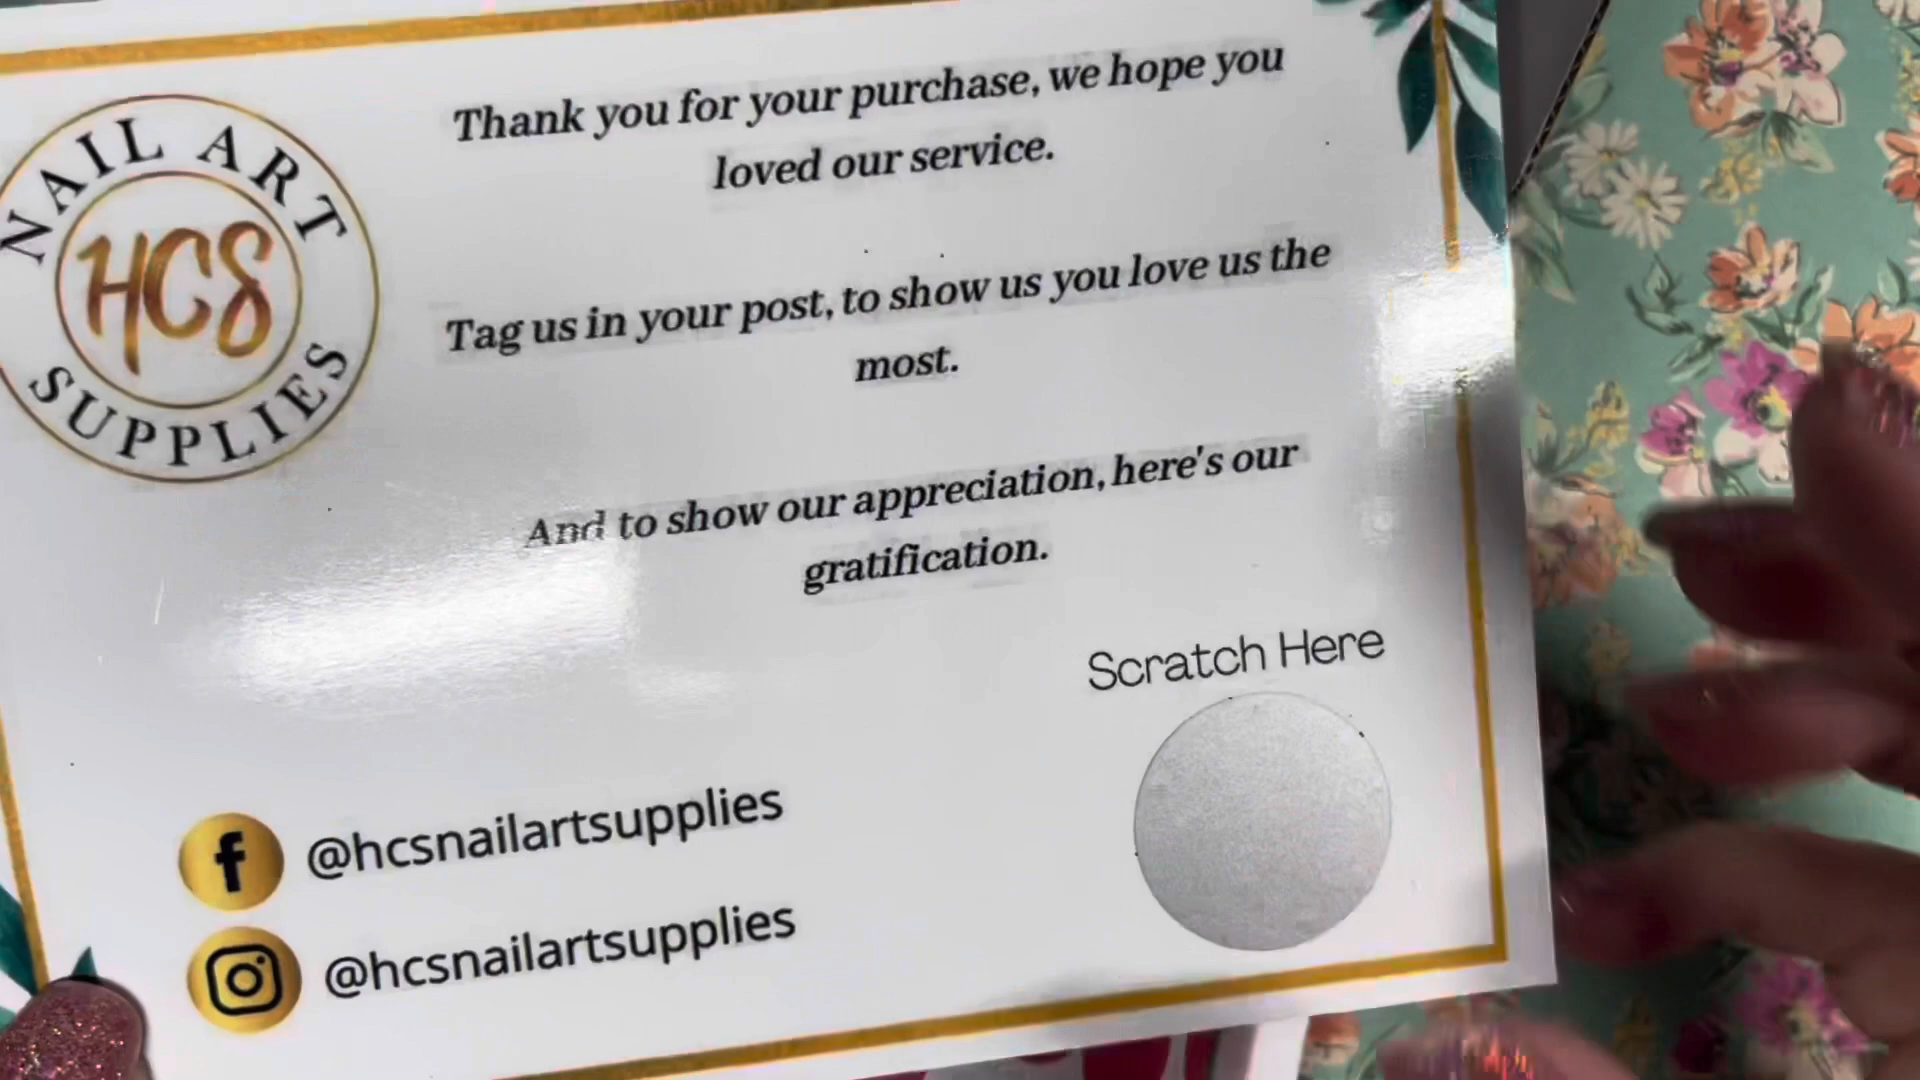 NAIL ART
HCS
SUPPLIES
Thank you for your purchase, we hope you
loved our service.
Tag us in your post, to show us you love us the
most.
And to show our appreciation, here's our
gratification.
Scratch Here
@hcsnailartsupplies
@hcsnailartsupplies